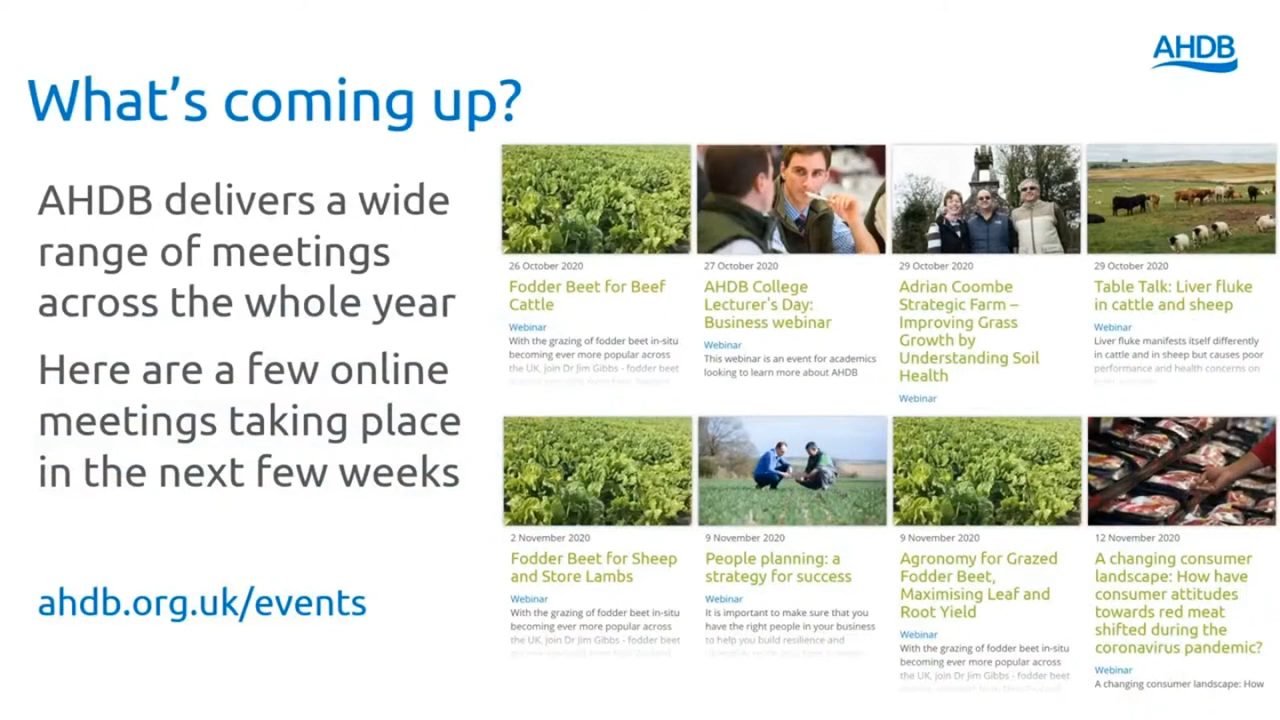 AHDB
What's coming up?
AHDB delivers a wide
range of meetings
across the whole year
Here are a few online
meetings taking place
in the next few weeks
ahdb.org.uk/events
26 October 2020
Fodder Beet for Beef
Cattle
Webinar
With the grazing of fodder beet in-situ
becoming ever more popular across
the UK, join Dr Jim Gibbs - fodder beet
27 October 2020
AHDB College
Lecturer's Day:
Business webinar
Webinar
This webinar is an event for academics
looking to learn more about AHDB
29 October 2020
Adrian Coombe
Strategic Farm –
Improving Grass
Growth by
Understanding Soil
Health
Webinar
29 October 2020
Table Talk: Liver fluke
in cattle and sheep
Webinar
Liver fluke manifests itself differently
in cattle and in sheep but causes poor
performance and health concerns on
2 November 2020
Fodder Beet for Sheep
and Store Lambs
Webinar
With the grazing of fodder beet in-situ
becoming ever more popular across
the UK, join Dr Jim Gibbs - fodder beet
9 November 2020
People planning: a
strategy for success
Webinar
It is important to make sure that you
have the right people in your business
to help you build resilience and
9 November 2020
Agronomy for Grazed
Fodder Beet,
Maximising Leaf and
Root Yield
Webinar
With the grazing of fodder beet in-situ
becoming ever more popular across
the UK, join Dr Jim Gibbs - fodder beet
12 November 2020
A changing consumer
landscape: How have
consumer attitudes
towards red meat
shifted during the
coronavirus pandemic?
Webinar
A changing consumer landscape: How